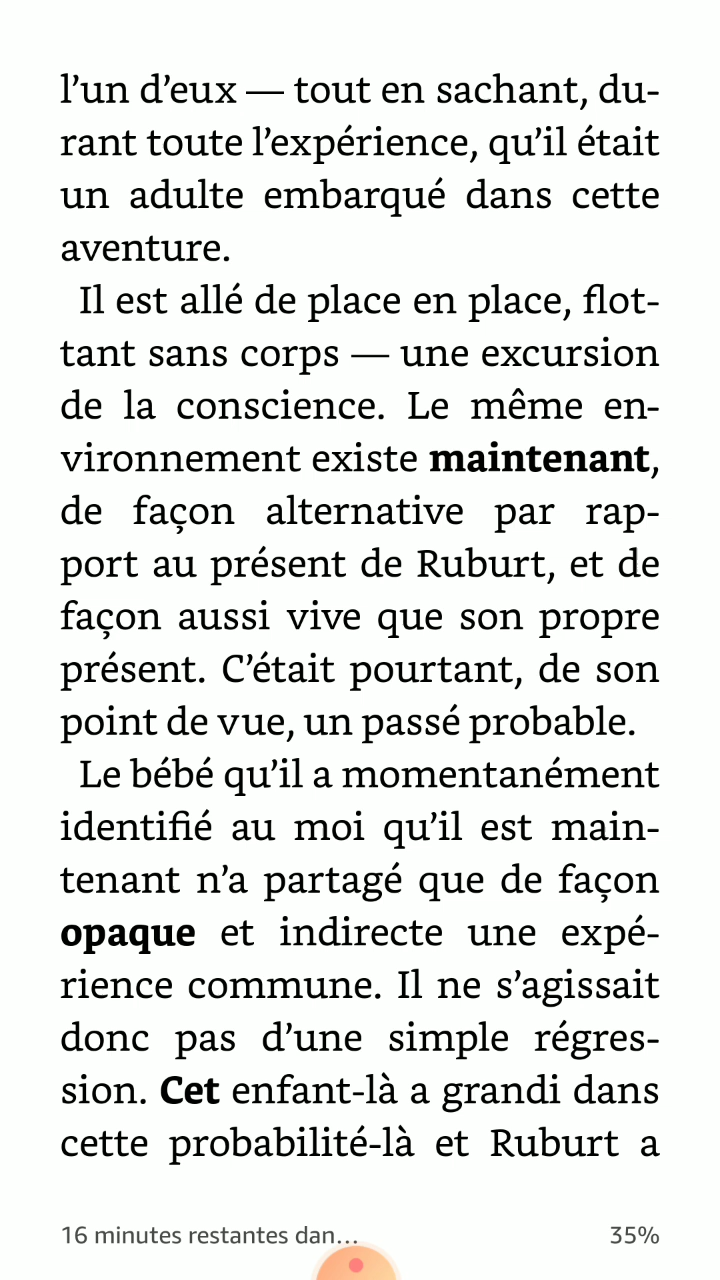 l’un d’eux — tout en sachant, du-
rant toute l’expérience, qu’il était
un adulte embarqué dans cette
aventure.
Il est allé de place en place, flot-
tant sans corps — une excursion
de la conscience. Le même en-
vironnement existe maintenant,
de façon alternative par rap-
port au présent de Ruburt, et de
façon aussi vive que son propre
présent. C’était pourtant, de son
point de vue, un passé probable.
Le bébé qu’il a momentanément
identifié au moi qu’il est main-
tenant n’a partagé que de façon
opaque et indirecte une expé-
rience commune. Il ne s’agissait
donc pas d’une simple régres-
sion. Cet enfant-là a grandi dans
cette probabilité-là et Ruburt a
16 minutes restantes dan… 35%